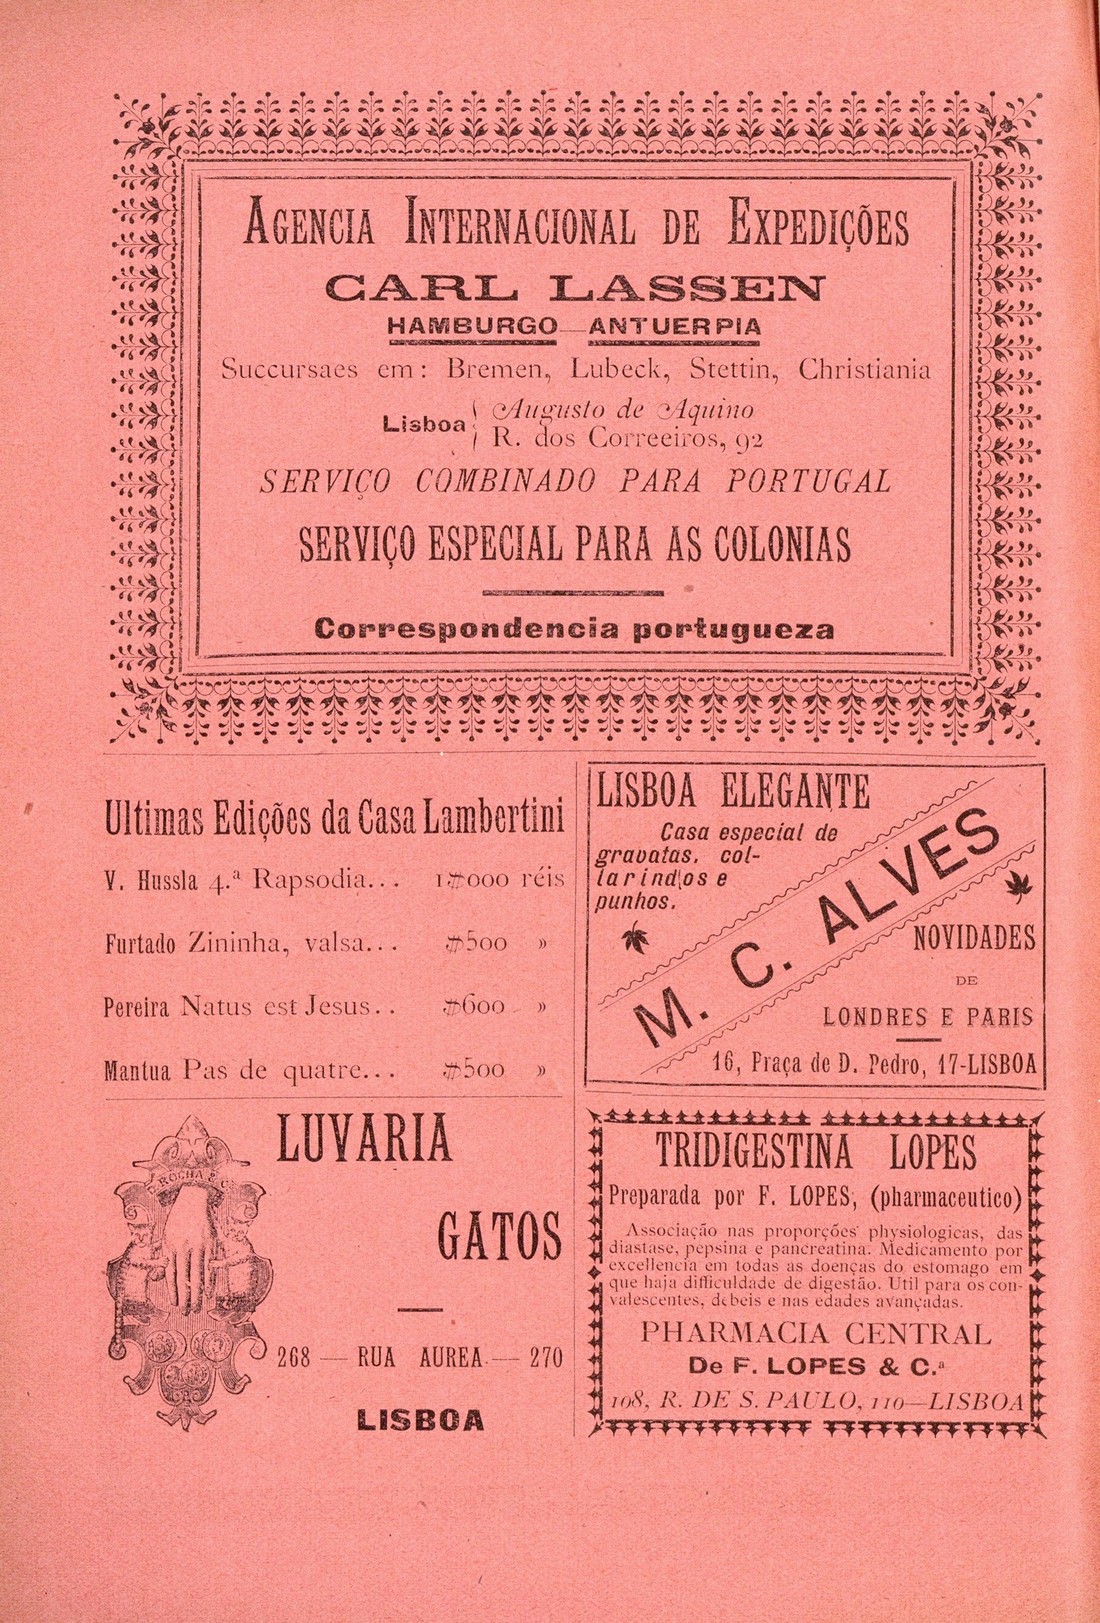 AGENCIA INTERNACIONAL DE EXPEDIÇÕES
CARL LASSEN
HAMBURGO—ANTUERPIA
Succursaes em: Bremen, Lubeck, Stettin, Christiania
Lisboa { Augusto de Aquino
R. dos Correeiros, 92
SERVIÇO COMBINADO PARA PORTUGAL
SERVIÇO ESPECIAL PARA AS COLONIAS
Correspondencia portugueza
Ultimas Edições da Casa Lambertini
V. Hussla 4.ª Rapsodia... 1$000 réis
Furtado Zininha, valsa... $500 »
Pereira Natus est Jesus.. $600 »
Mantua Pas de quatre... $500 »
LISBOA ELEGANTE
Casa especial de
gravatas, col-
larinhos e
punhos.
M. C. ALVES
NOVIDADES
DE
LONDRES E PARIS
16, Praça de D. Pedro, 17-LISBOA
LUVARIA
GATOS
268 — RUA AUREA — 270
LISBOA
TRIDIGESTINA LOPES
Preparada por F. LOPES, (pharmaceutico)
Associação nas proporções physiologicas, das
diastase, pepsina e pancreatina. Medicamento por
excellencia em todas as doenças do estomago em
que haja difficuldade de digestão. Util para os con-
valescentes, debeis e nas edades avançadas.
PHARMACIA CENTRAL
De F. LOPES & C.ª
108, R. DE S. PAULO, 110—LISBOA